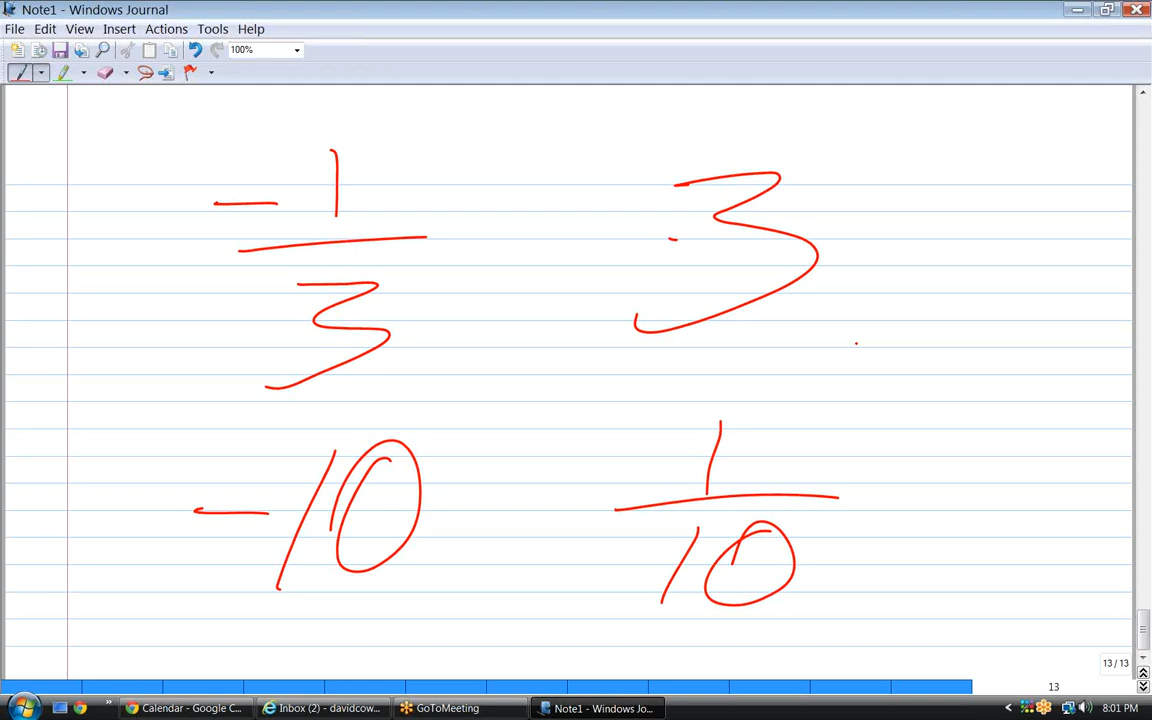 Note1 - Windows Journal
File Edit View Insert Actions Tools Help
100%
-1/3 3
-10 1/10
13 / 13
13
» Calendar - Google C... Inbox (2) - davidcow... GoToMeeting Note1 - Windows Jo... 8:01 PM